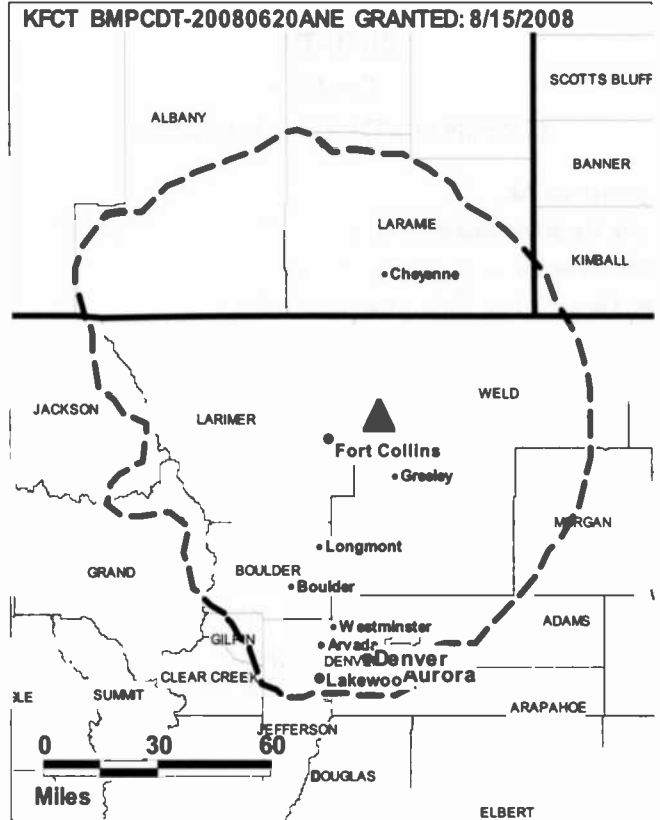 KFCT BMPCDT-20080620ANE GRANTED: 8/15/2008
SCOTTS BLUFF
ALBANY
BANNER
LARAMIE
KIMBALL
Cheyenne
JACKSON
LARIMER
WELD
Fort Collins
Greeley
MORGAN
Longmont
GRAND
BOULDER
Boulder
Westminster
ADAMS
GILPIN
Arvada
Denver
CLEAR CREEK
Lakewoo
Aurora
SUMMIT
ARAPAHOE
JEFFERSON
0 30 60
DOUGLAS
Miles
ELBERT